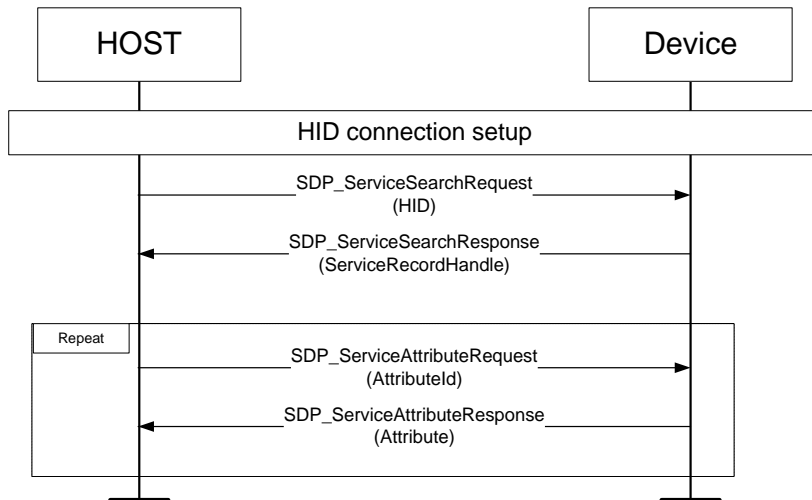 HOST
Device
HID connection setup
SDP_ServiceSearchRequest
(HID)
SDP_ServiceSearchResponse
(ServiceRecordHandle)
Repeat
SDP_ServiceAttributeRequest
(AttributeId)
SDP_ServiceAttributeResponse
(Attribute)